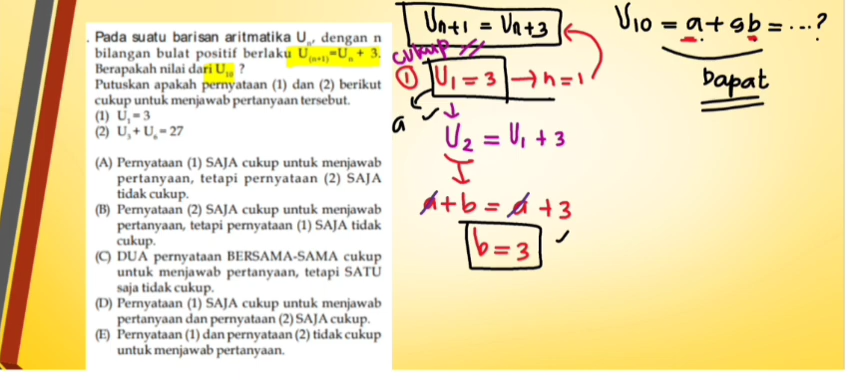 . Pada suatu barisan aritmatika Uₙ, dengan n
bilangan bulat positif berlaku U₍ₙ₊₁₎=Uₙ + 3.
Berapakah nilai dari U₁₀ ?
Putuskan apakah pernyataan (1) dan (2) berikut
cukup untuk menjawab pertanyaan tersebut.
(1) U₁= 3
(2) U₃+ U₆= 27
(A) Pernyataan (1) SAJA cukup untuk menjawab
pertanyaan, tetapi pernyataan (2) SAJA
tidak cukup.
(B) Pernyataan (2) SAJA cukup untuk menjawab
pertanyaan, tetapi pernyataan (1) SAJA tidak
cukup.
(C) DUA pernyataan BERSAMA-SAMA cukup
untuk menjawab pertanyaan, tetapi SATU
saja tidak cukup.
(D) Pernyataan (1) SAJA cukup untuk menjawab
pertanyaan dan pernyataan (2) SAJA cukup.
(E) Pernyataan (1) dan pernyataan (2) tidak cukup
untuk menjawab pertanyaan.
Un+1 = Un+3
cukup
① U₁ = 3 → n = 1
a
U₂ = U₁ + 3
a+b = a + 3
b = 3
U10 = a + 9b = ...?
Dapat